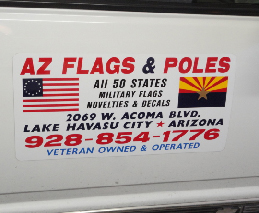 AZ FLAGS & POLES
All 50 STATES
MILITARY FLAGS
NOVELTIES & DECALS
2069 W. ACOMA BLVD.
LAKE HAVASU CITY ★ ARIZONA
928-854-1776
VETERAN OWNED & OPERATED